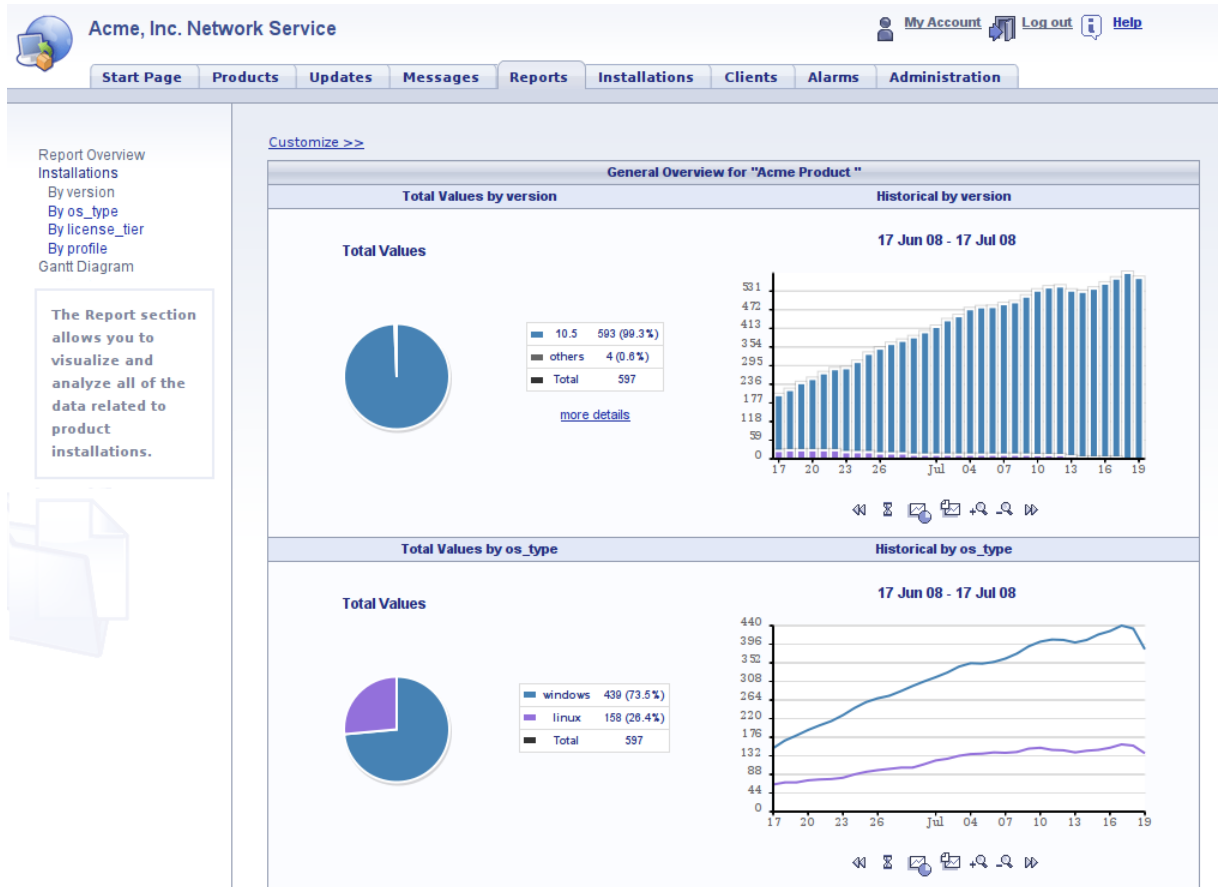 Acme, Inc. Network Service
My Account Log out Help
Start Page Products Updates Messages Reports Installations Clients Alarms Administration
Report Overview
Installations
By version
By os_type
By license_tier
By profile
Gantt Diagram
The Report section
allows you to
visualize and
analyze all of the
data related to
product
installations.
Customize >>
General Overview for "Acme Product "
Total Values by version
Total Values
10.5 593 (99.3%)
others 4 (0.6%)
Total 597
more details
Historical by version
17 Jun 08 - 17 Jul 08
531
472
413
354
295
236
177
118
59
0
17 20 23 26 Jul 04 07 10 13 16 19
Total Values by os_type
Total Values
windows 439 (73.5%)
linux 158 (26.4%)
Total 597
Historical by os_type
17 Jun 08 - 17 Jul 08
440
396
352
308
264
220
176
132
88
44
0
17 20 23 26 Jul 04 07 10 13 16 19